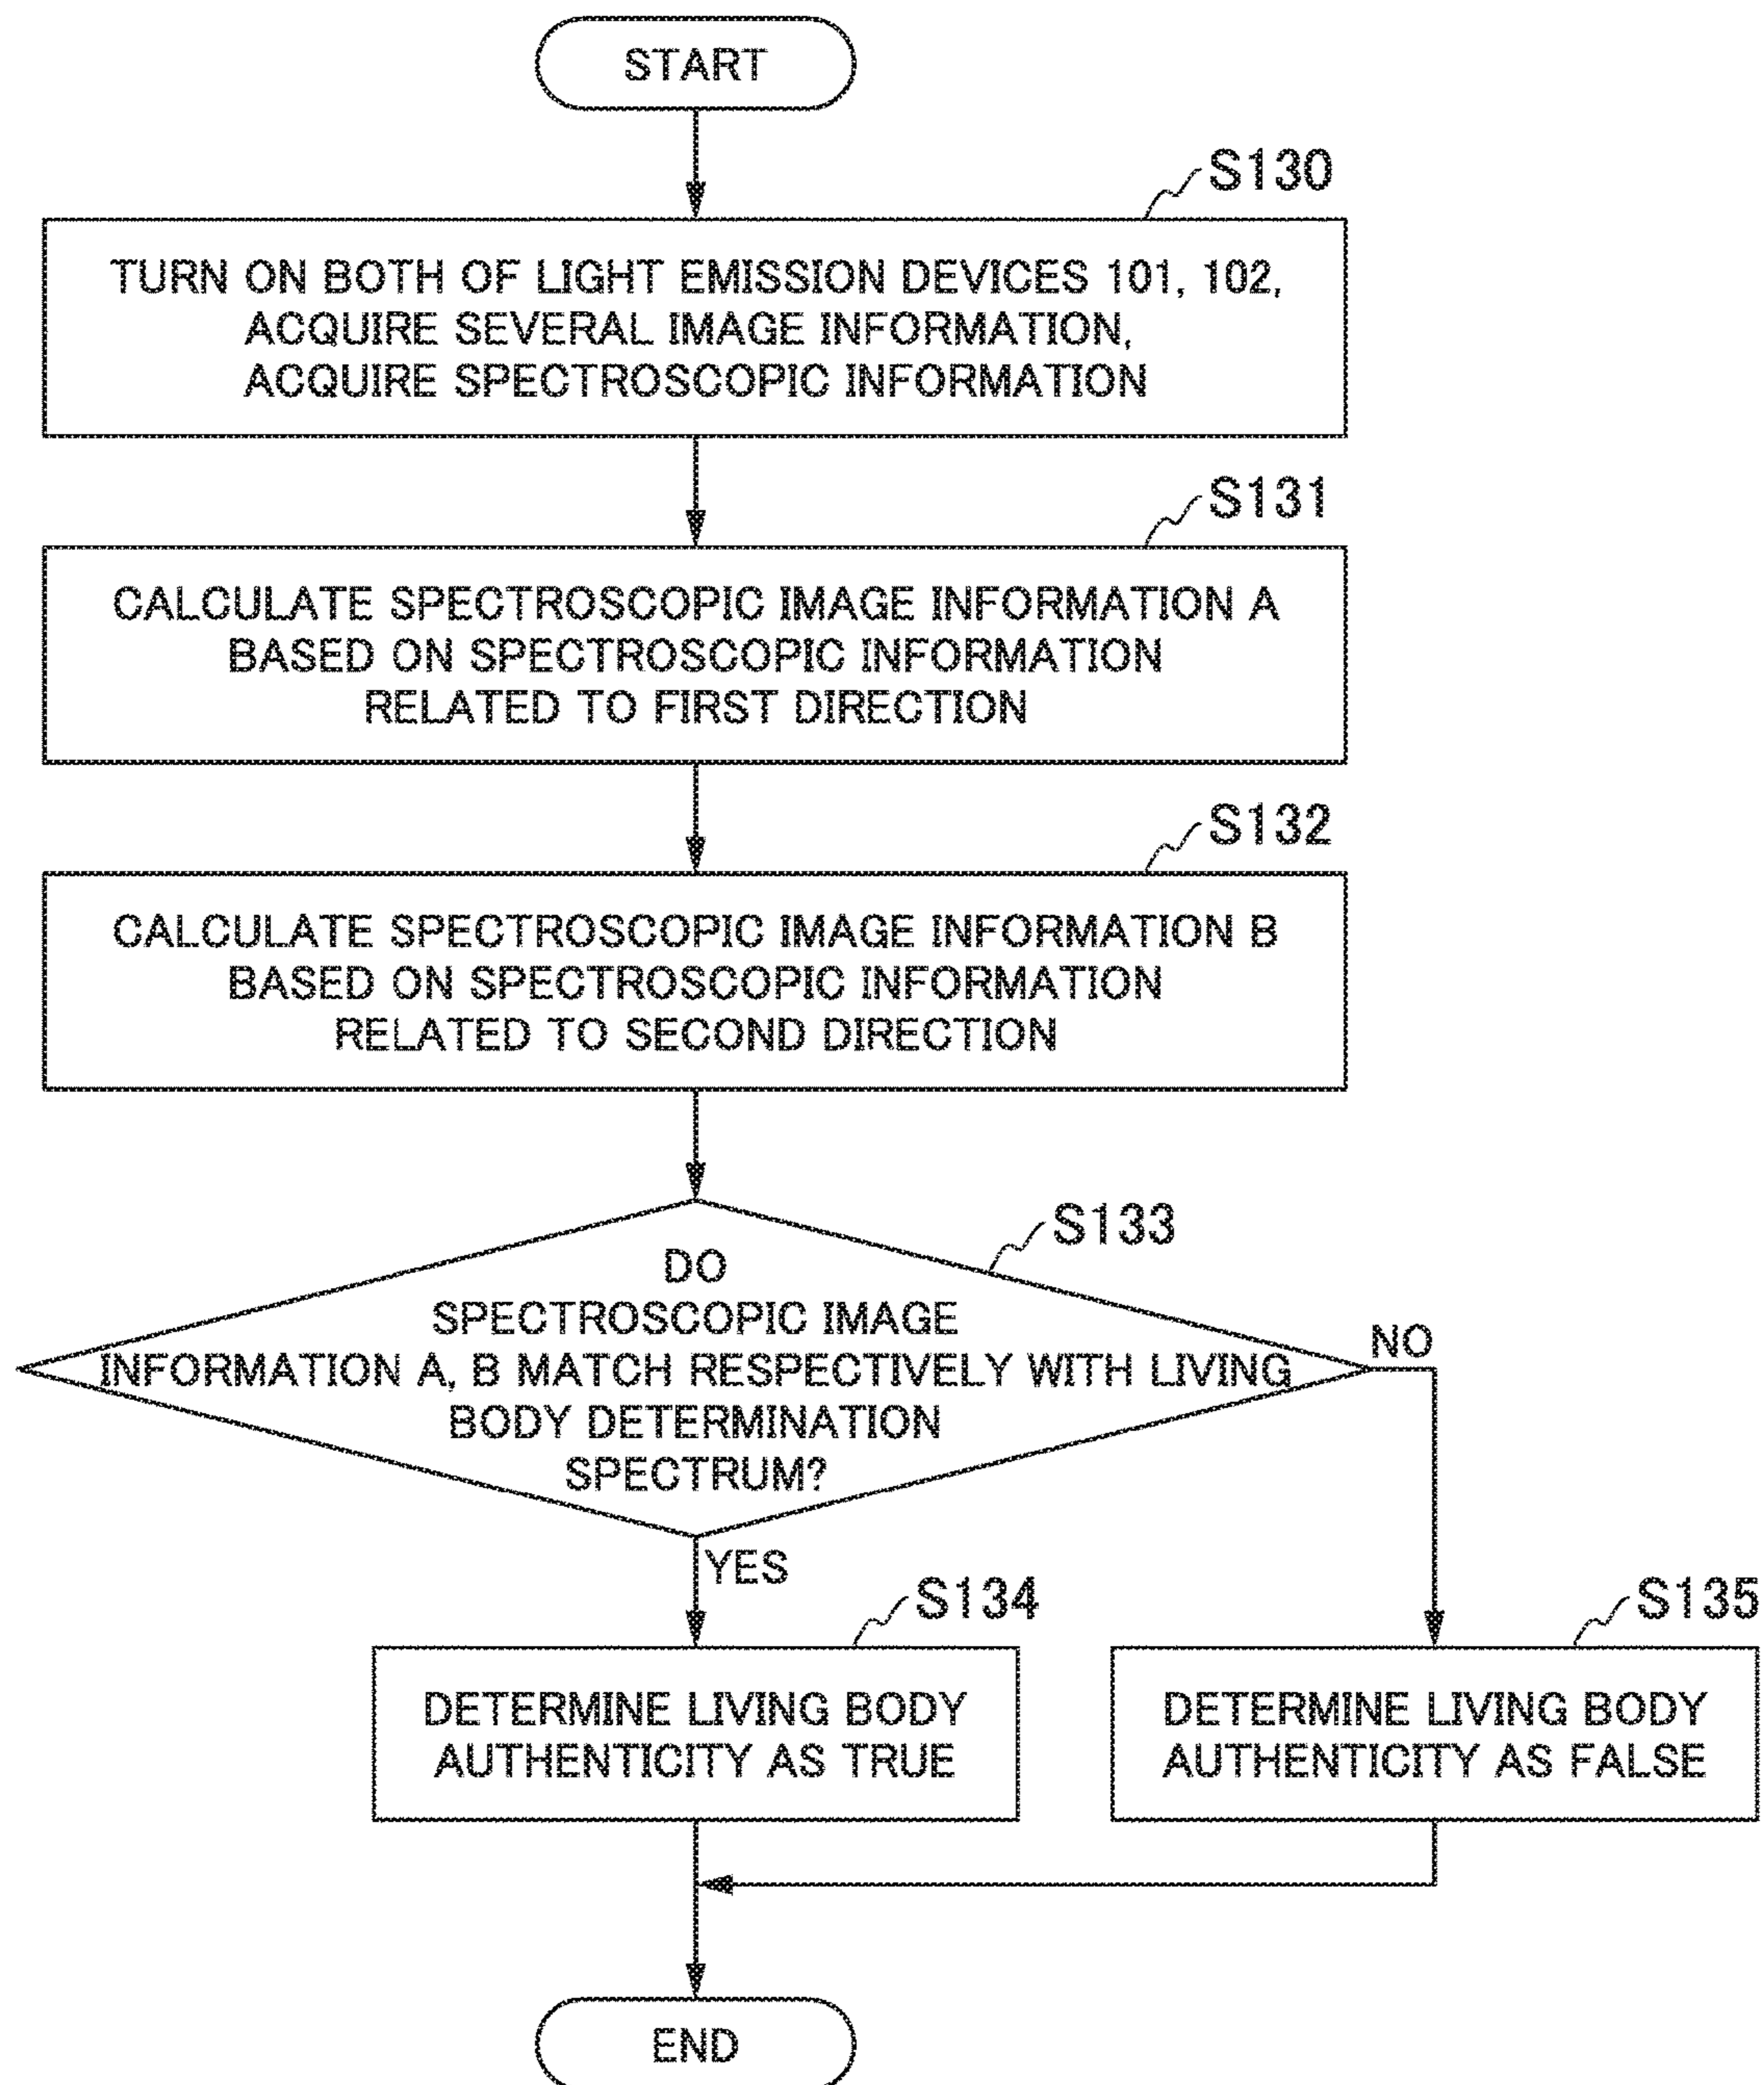 START
S130
TURN ON BOTH OF LIGHT EMISSION DEVICES 101, 102,
ACQUIRE SEVERAL IMAGE INFORMATION,
ACQUIRE SPECTROSCOPIC INFORMATION
S131
CALCULATE SPECTROSCOPIC IMAGE INFORMATION A
BASED ON SPECTROSCOPIC INFORMATION
RELATED TO FIRST DIRECTION
S132
CALCULATE SPECTROSCOPIC IMAGE INFORMATION B
BASED ON SPECTROSCOPIC INFORMATION
RELATED TO SECOND DIRECTION
S133
DO
SPECTROSCOPIC IMAGE
INFORMATION A, B MATCH RESPECTIVELY WITH LIVING
BODY DETERMINATION
SPECTRUM?
NO
YES
S134
DETERMINE LIVING BODY
AUTHENTICITY AS TRUE
S135
DETERMINE LIVING BODY
AUTHENTICITY AS FALSE
END